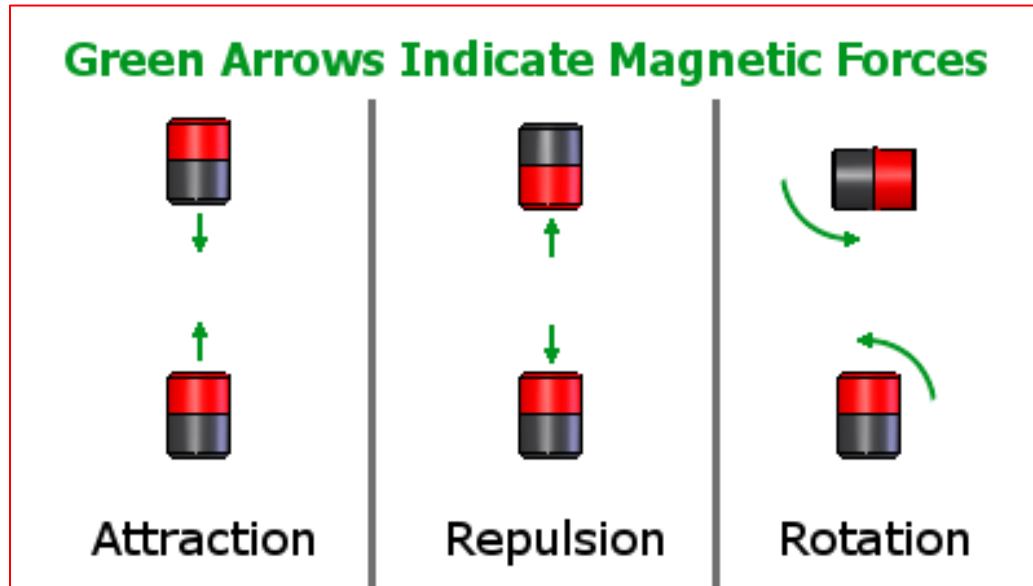 Green Arrows Indicate Magnetic Forces
Attraction
Repulsion
Rotation